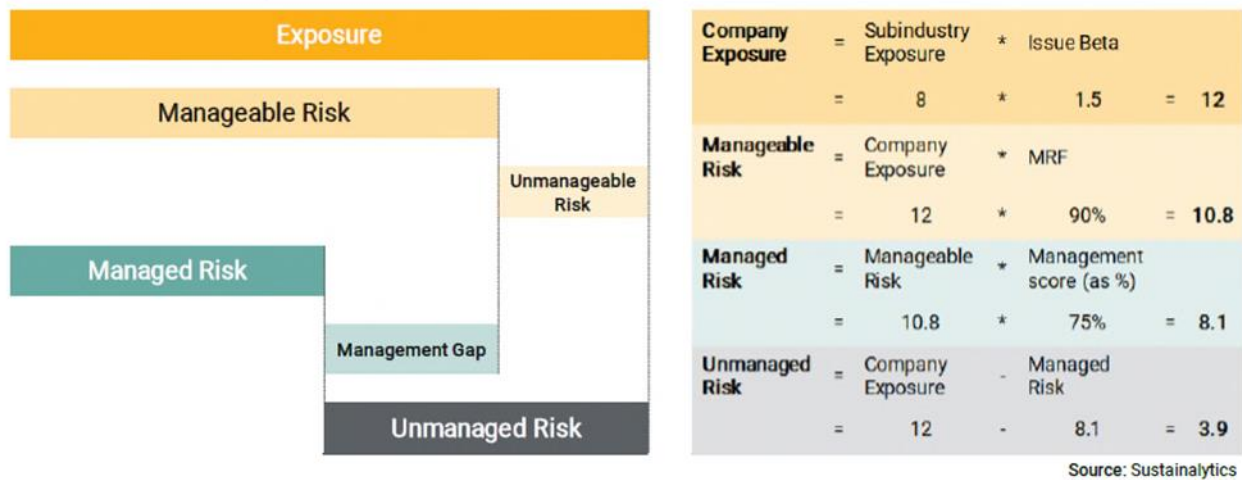 Exposure
Manageable Risk
Unmanageable
Risk
Managed Risk
Management Gap
Unmanaged Risk
Company = Subindustry * Issue Beta
Exposure Exposure
= 8 * 1.5 = 12
Manageable = Company * MRF
Risk Exposure
= 12 * 90% = 10.8
Managed = Manageable * Management
Risk Risk score (as %)
= 10.8 * 75% = 8.1
Unmanaged = Company - Managed
Risk Exposure Risk
= 12 - 8.1 = 3.9
Source: Sustainalytics